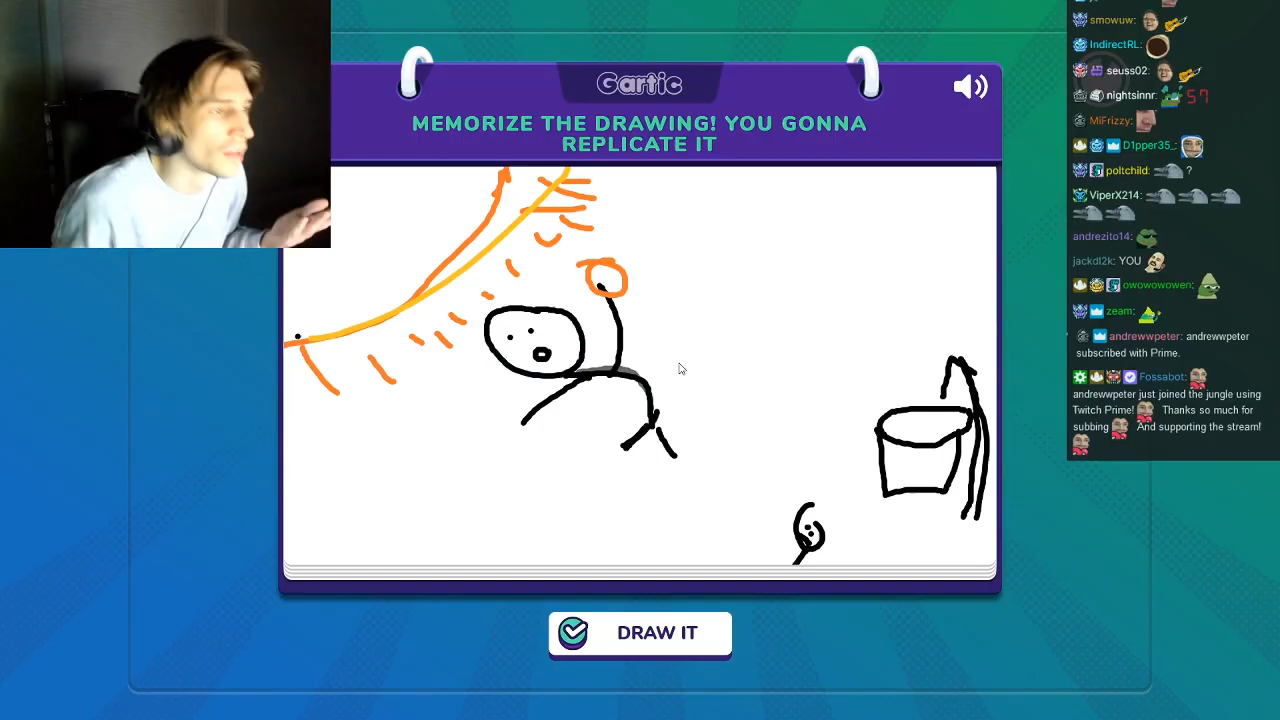 Gartic
MEMORIZE THE DRAWING! YOU GONNA
REPLICATE IT
DRAW IT
smowuw:
IndirectRL:
seuss02:
nightsinnr: 57
MiFrizzy:
D1pper35_:
poltchild: ?
ViperX214:
andrezito14:
jackdl2k: YOU
owowowowen:
zeam:
andrewwpeter: andrewwpeter
subscribed with Prime.
Fossabot:
andrewwpeter just joined the jungle using
Twitch Prime! Thanks so much for
subbing And supporting the stream!